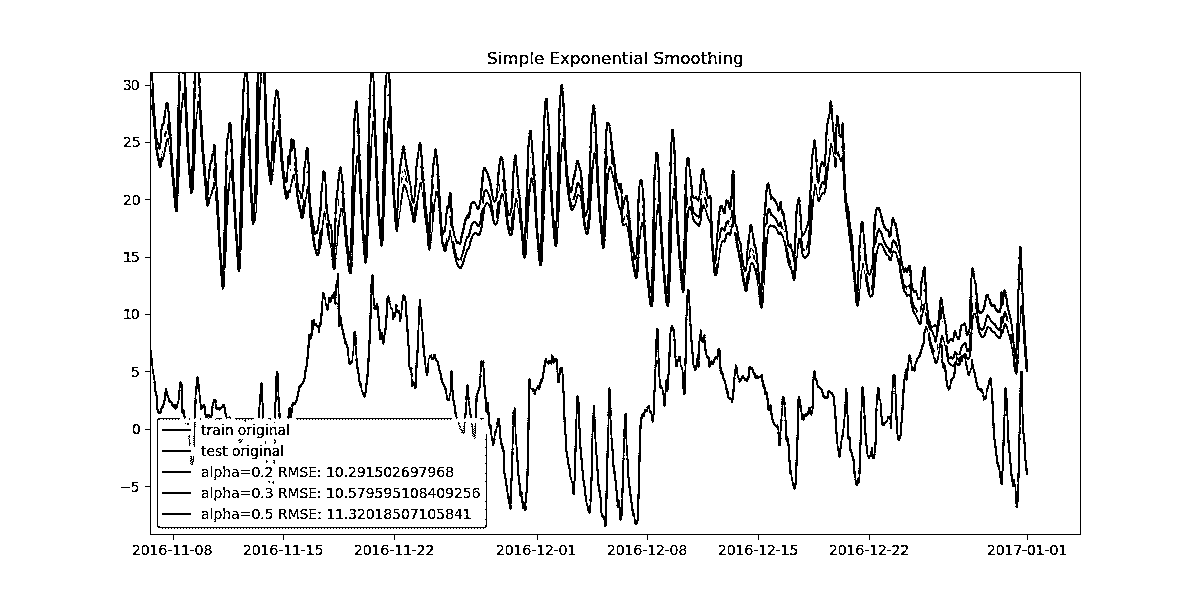 Simple Exponential Smoothing
30
25
20
15
10
5
0
−5
train original
test original
alpha=0.2 RMSE: 10.291502697968
alpha=0.3 RMSE: 10.579595108409256
alpha=0.5 RMSE: 11.32018507105841
2016-11-08 2016-11-15 2016-11-22 2016-12-01 2016-12-08 2016-12-15 2016-12-22 2017-01-01